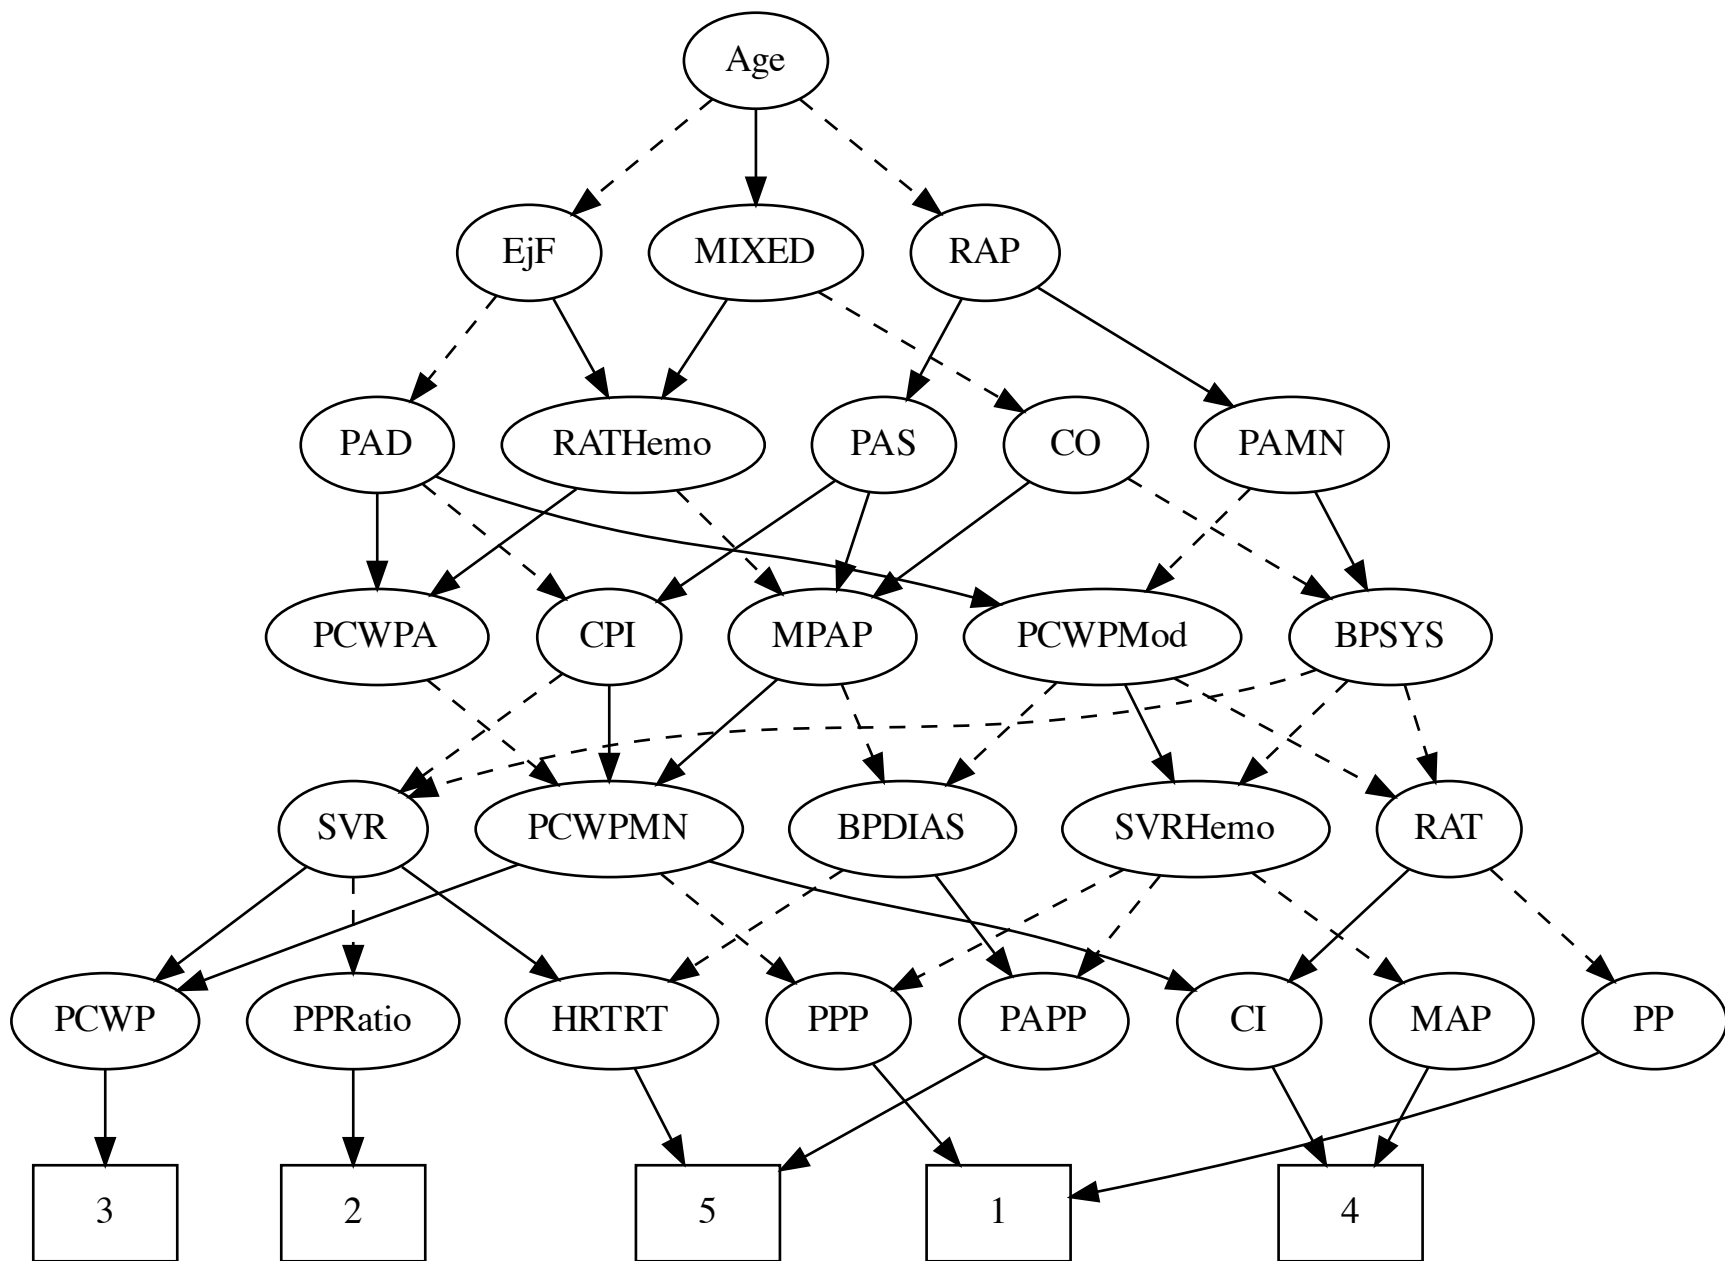 Age
EjF
MIXED
RAP
PAD
RATHemo
PAS
CO
PAMN
PCWPA
CPI
MPAP
PCWPMod
BPSYS
SVR
PCWPMN
BPDIAS
SVRHemo
RAT
PCWP
PPRatio
HRTRT
PPP
PAPP
CI
MAP
PP
3
2
5
1
4